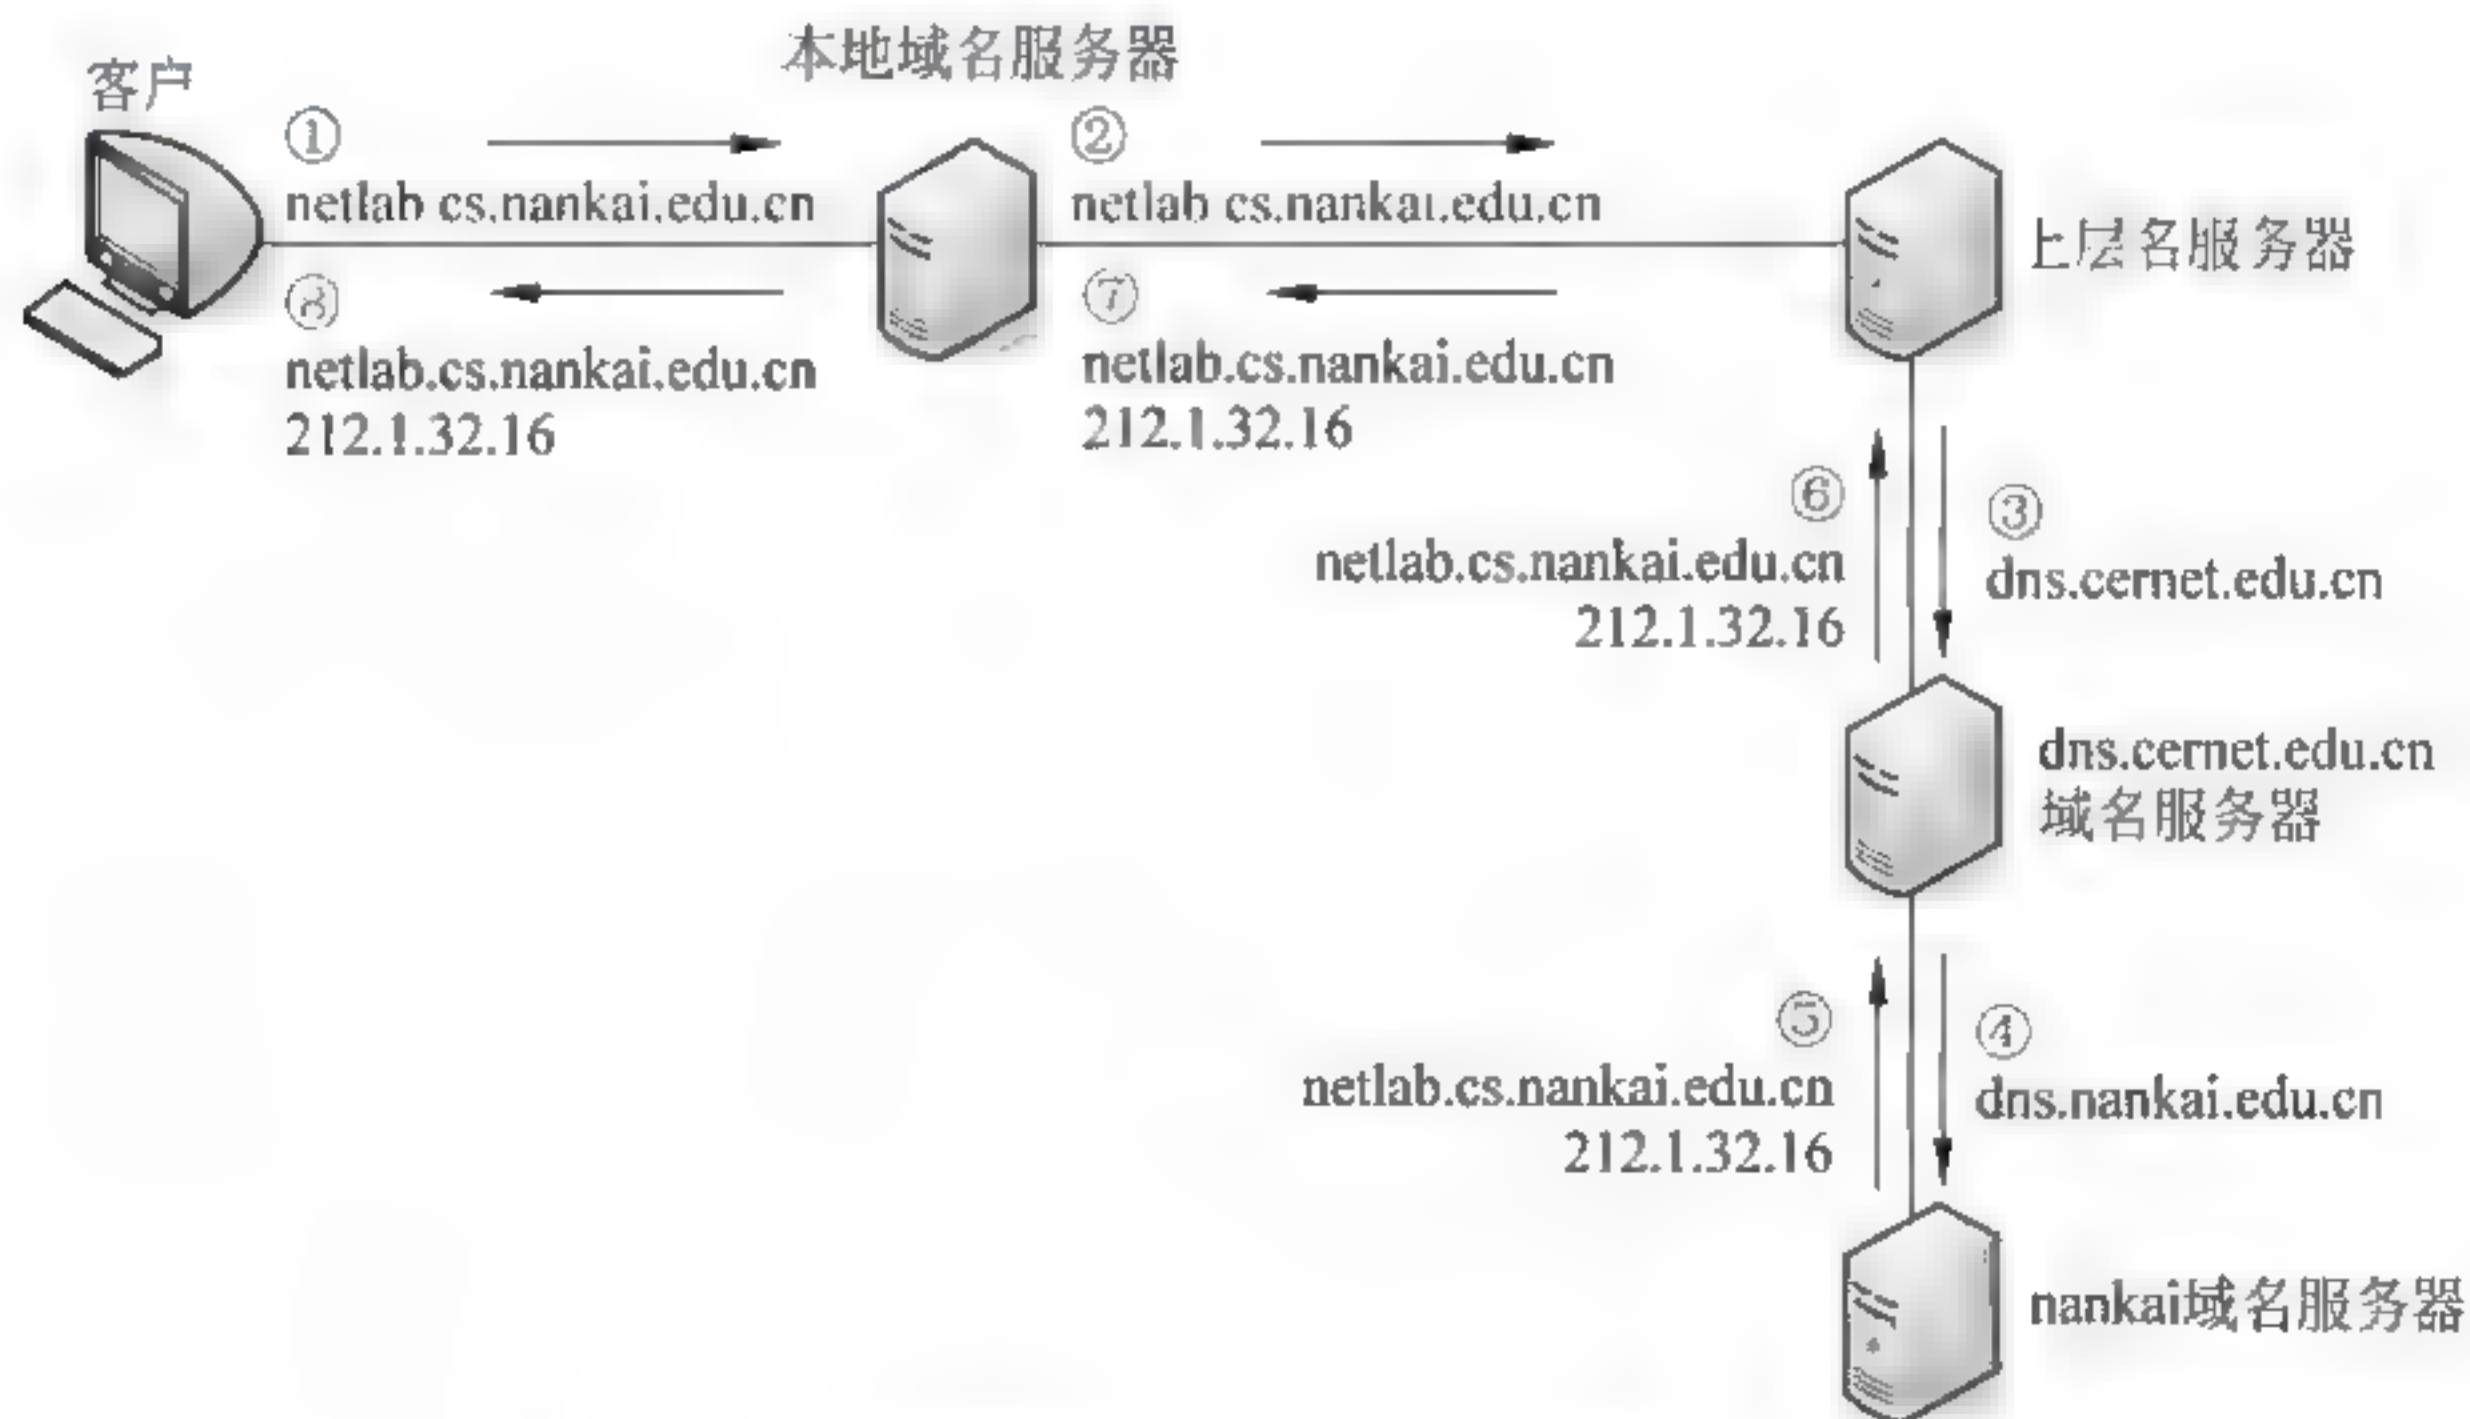 客户
本地域名服务器
①
netlab cs.nankai.edu.cn
②
netlab cs.nankai.edu.cn
上层名服务器
⑧
netlab.cs.nankai.edu.cn
212.1.32.16
⑦
netlab.cs.nankai.edu.cn
212.1.32.16
⑥
netlab.cs.nankai.edu.cn
212.1.32.16
③
dns.cernet.edu.cn
dns.cernet.edu.cn
域名服务器
⑤
netlab.cs.nankai.edu.cn
212.1.32.16
④
dns.nankai.edu.cn
nankai域名服务器